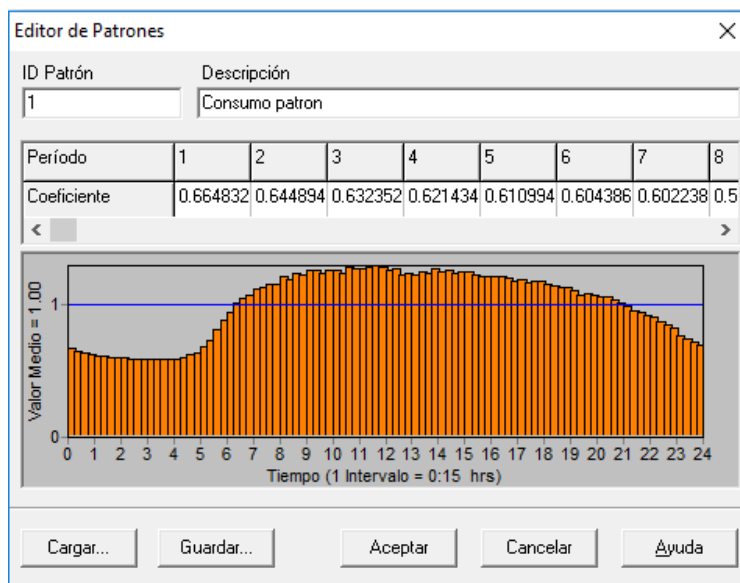 Editor de Patrones
ID Patrón Descripción
1 Consumo patron
Período 1 2 3 4 5 6 7 8
Coeficiente 0.664832 0.644894 0.632352 0.621434 0.610994 0.604386 0.602238 0.5
Valor Medio = 1.00
1
0
0 1 2 3 4 5 6 7 8 9 10 11 12 13 14 15 16 17 18 19 20 21 22 23 24
Tiempo (1 Intervalo = 0:15 hrs)
Cargar... Guardar... Aceptar Cancelar Ayuda